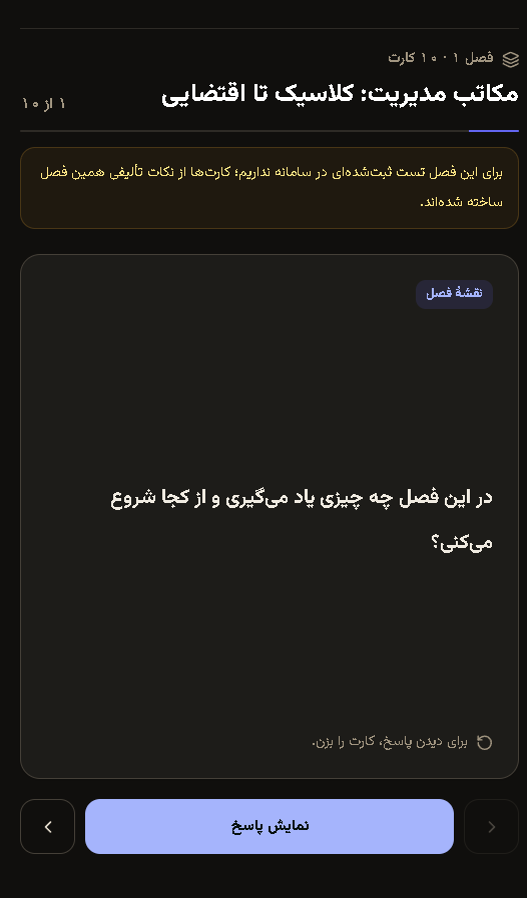 فصل ۱ · ۱۰ کارت
مکاتب مدیریت: کلاسیک تا اقتضایی
۱ از ۱۰
برای این فصل تست ثبت‌شده‌ای در سامانه نداریم؛ کارت‌ها از نکات تألیفی همین فصل
ساخته شده‌اند.
نقشهٔ فصل
در این فصل چه چیزی یاد می‌گیری و از کجا شروع
می‌کنی؟
برای دیدن پاسخ، کارت را بزن.
نمایش پاسخ